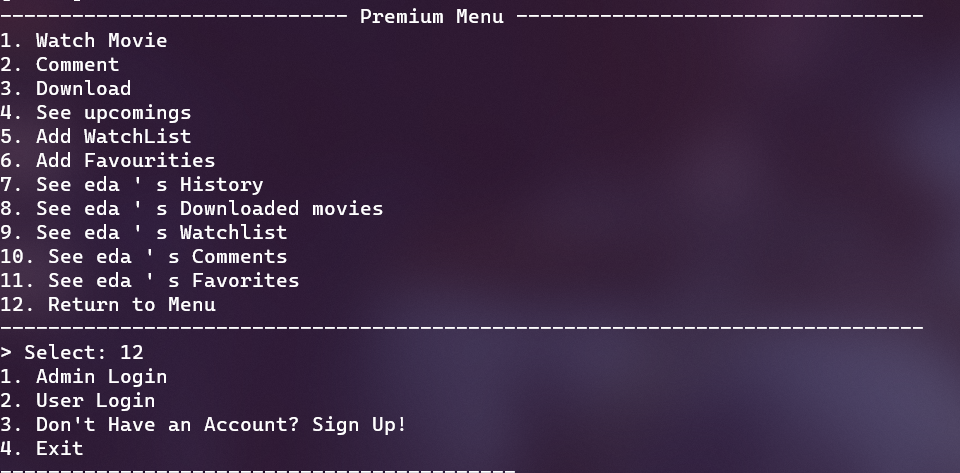 ---------------------------- Premium Menu ----------------------------------
1. Watch Movie
2. Comment
3. Download
4. See upcomings
5. Add WatchList
6. Add Favourities
7. See eda ' s History
8. See eda ' s Downloaded movies
9. See eda ' s Watchlist
10. See eda ' s Comments
11. See eda ' s Favorites
12. Return to Menu
-----------------------------------------------------------------------------
> Select: 12
1. Admin Login
2. User Login
3. Don't Have an Account? Sign Up!
4. Exit
-------------------------------------------